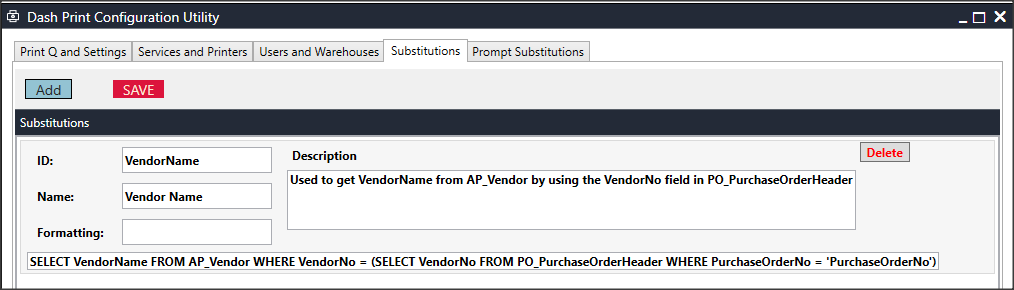 Dash Print Configuration Utility
Print Q and Settings Services and Printers Users and Warehouses Substitutions Prompt Substitutions
Add SAVE
Substitutions
ID: VendorName Description Delete
Used to get VendorName from AP_Vendor by using the VendorNo field in PO_PurchaseOrderHeader
Name: Vendor Name
Formatting:
SELECT VendorName FROM AP_Vendor WHERE VendorNo = (SELECT VendorNo FROM PO_PurchaseOrderHeader WHERE PurchaseOrderNo = 'PurchaseOrderNo')